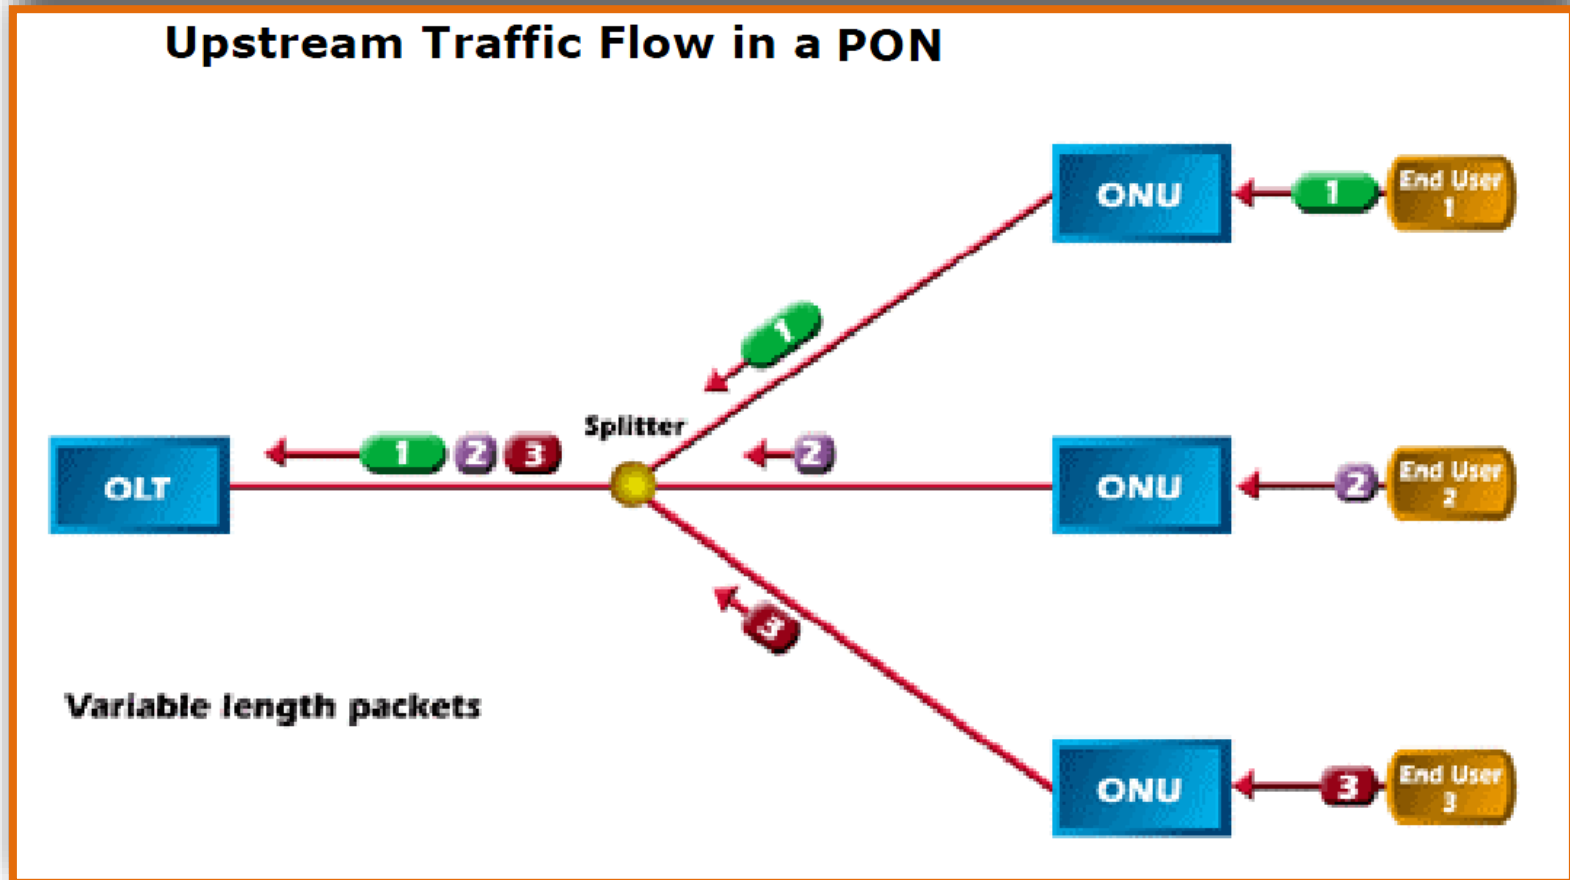 Upstream Traffic Flow in a PON
ONU
1
End User
1
1
Splitter
OLT
1 2 3
2
ONU
2
End User
2
3
Variable length packets
ONU
3
End User
3